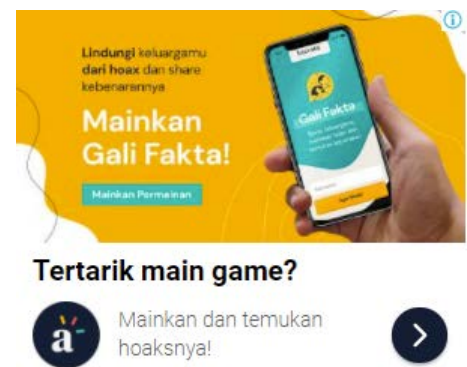 Lindungi keluargamu
dari hoax dan share
kebenarannya
Mainkan
Gali Fakta!
Mainkan Permainan
Gali Fakta
Tertarik main game?
a
Mainkan dan temukan
hoaksnya!